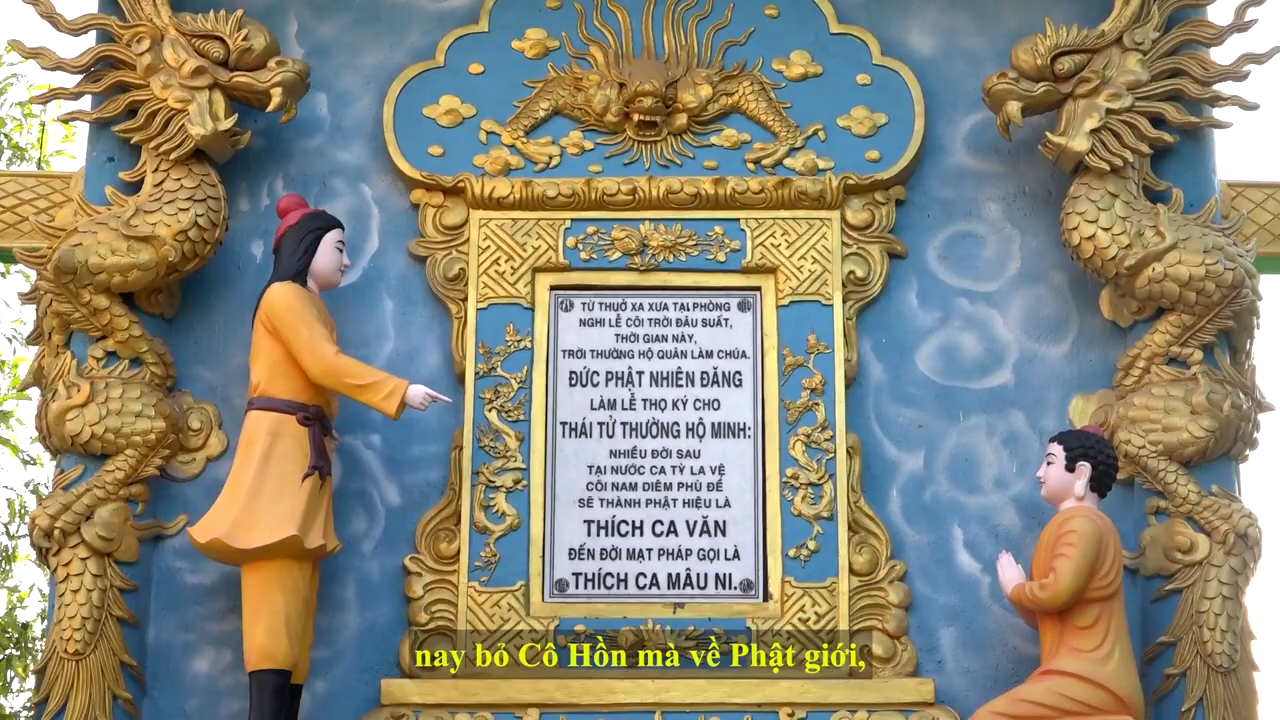 TỪ THUỞ XA XƯA TẠI PHÒNG
NGHI LỄ CÕI TRỜI ĐÂU SUẤT,
THỜI GIAN NÀY,
TRỜI THƯỜNG HỘ QUÂN LÀM CHÚA.
ĐỨC PHẬT NHIÊN ĐĂNG
LÀM LỄ THỌ KÝ CHO
THÁI TỬ THƯỜNG HỘ MINH:
NHIỀU ĐỜI SAU
TẠI NƯỚC CA TỲ LA VỆ
CÕI NAM DIÊM PHÙ ĐỀ
SẼ THÀNH PHẬT HIỆU LÀ
THÍCH CA VĂN
ĐẾN ĐỜI MẠT PHÁP GỌI LÀ
THÍCH CA MÂU NI.
nay bỏ Cô Hồn mà về Phật giới,